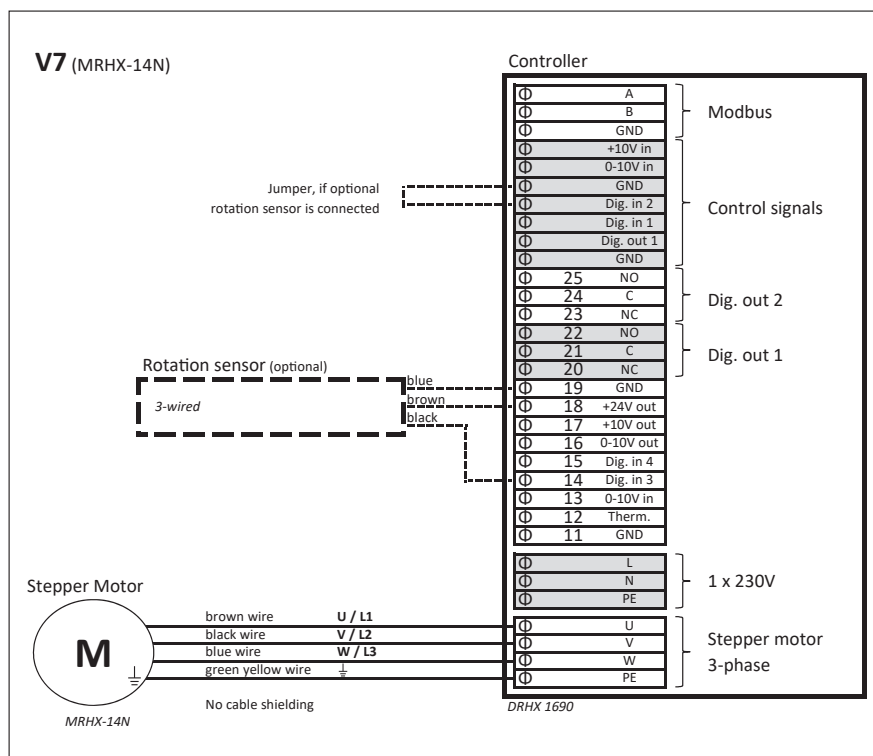 V7 (MRHX-14N)
Controller
A
B
GND
Modbus
+10V in
0-10V in
GND
Dig. in 2
Dig. in 1
Dig. out 1
GND
Control signals
Jumper, if optional
rotation sensor is connected
25 NO
24 C
23 NC
Dig. out 2
22 NO
21 C
20 NC
Dig. out 1
19 GND
18 +24V out
17 +10V out
16 0-10V out
15 Dig. in 4
14 Dig. in 3
13 0-10V in
12 Therm.
11 GND
Rotation sensor (optional)
3-wired
blue
brown
black
L
N
PE
1 x 230V
Stepper Motor
M
MRHX-14N
brown wire U / L1
black wire V / L2
blue wire W / L3
green yellow wire
No cable shielding
U
V
W
PE
Stepper motor
3-phase
DRHX 1690